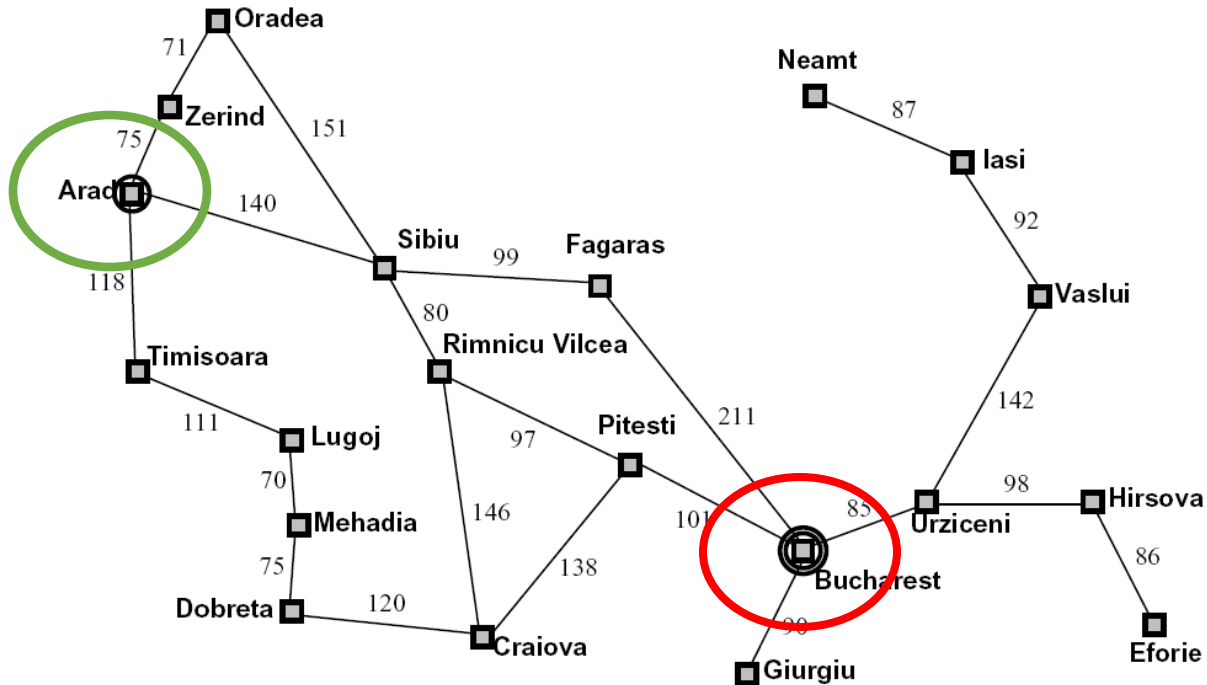 Oradea
71
Neamt
Zerind
87
75
151
Iasi
Arad
140
92
Sibiu
Fagaras
99
118
Vaslui
80
Timisoara
Rimnicu Vilcea
142
211
111
Lugoj
97
Pitesti
70
98
Hirsova
146
101
85
Urziceni
Mehadia
86
75
138
Bucharest
Dobreta
120
90
Craiova
Eforie
Giurgiu